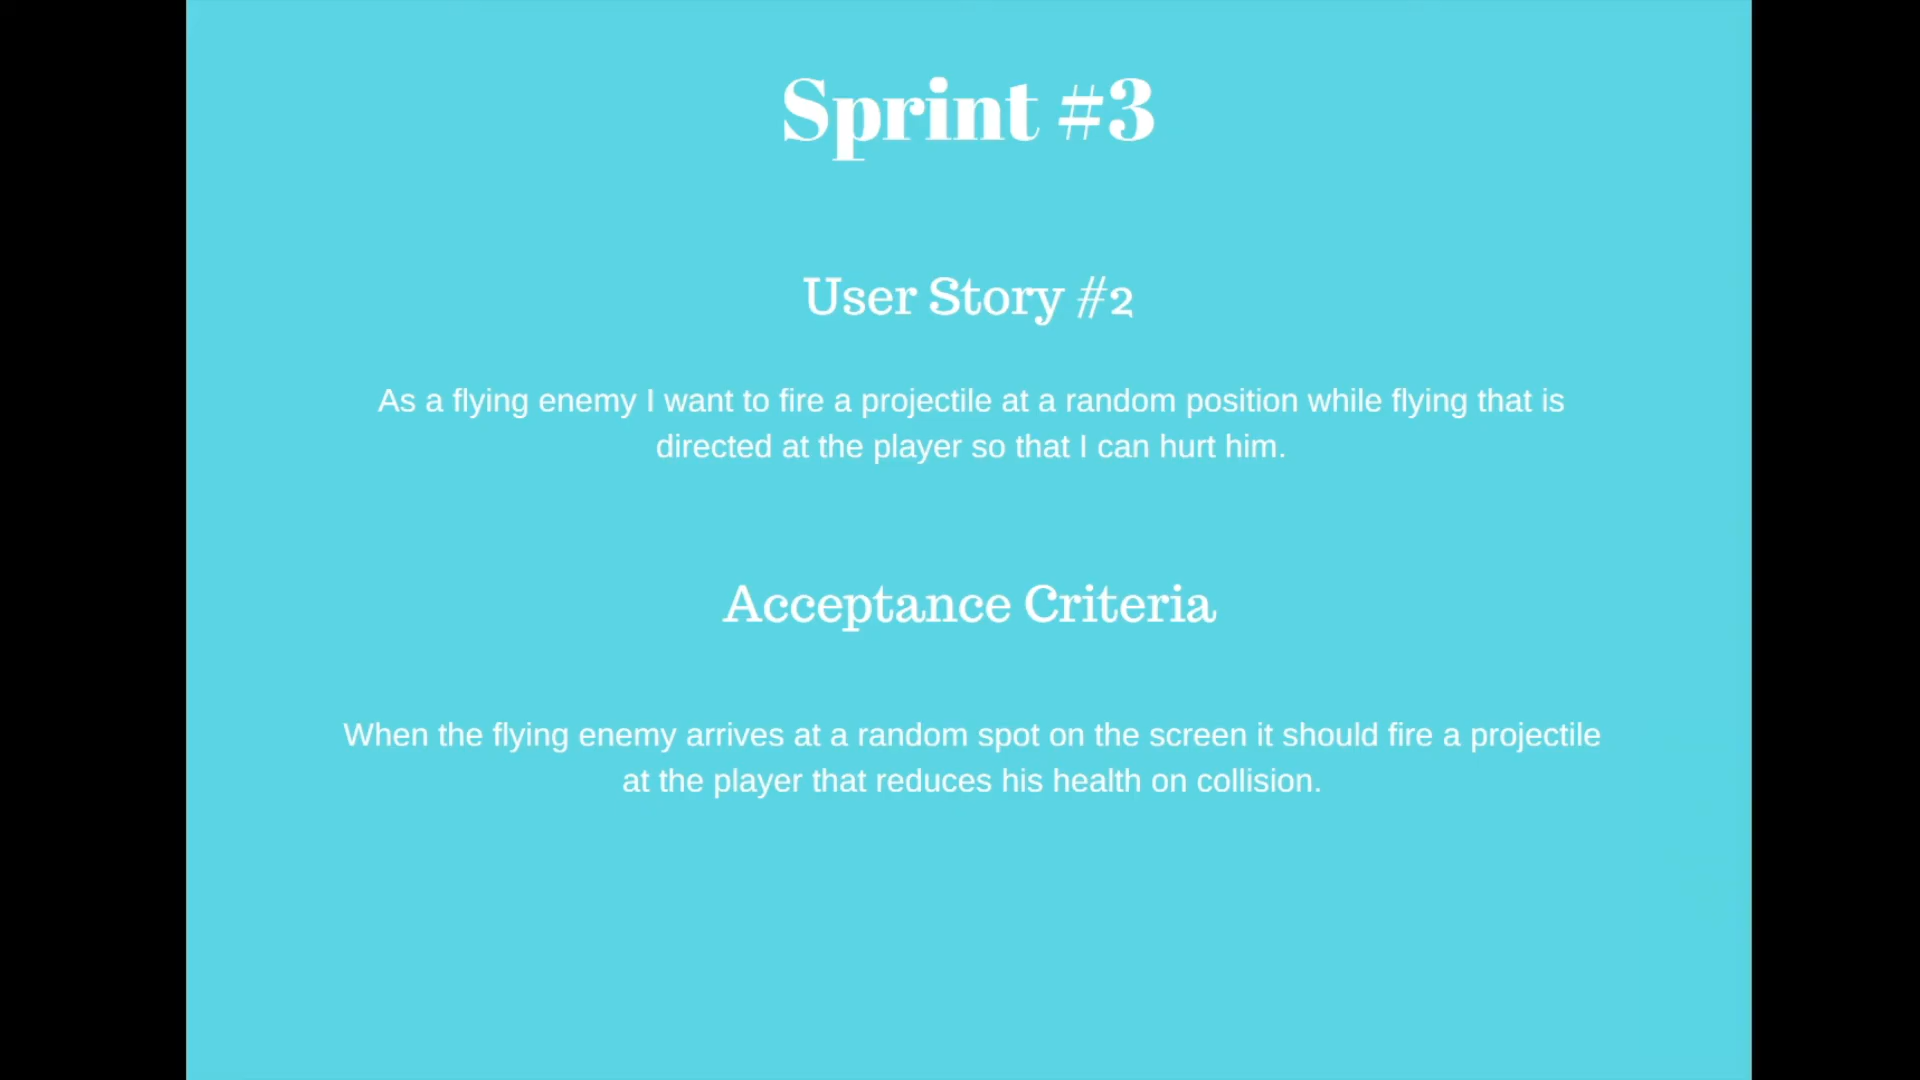 Sprint #3
User Story #2
As a flying enemy I want to fire a projectile at a random position while flying that is
directed at the player so that I can hurt him.
Acceptance Criteria
When the flying enemy arrives at a random spot on the screen it should fire a projectile
at the player that reduces his health on collision.